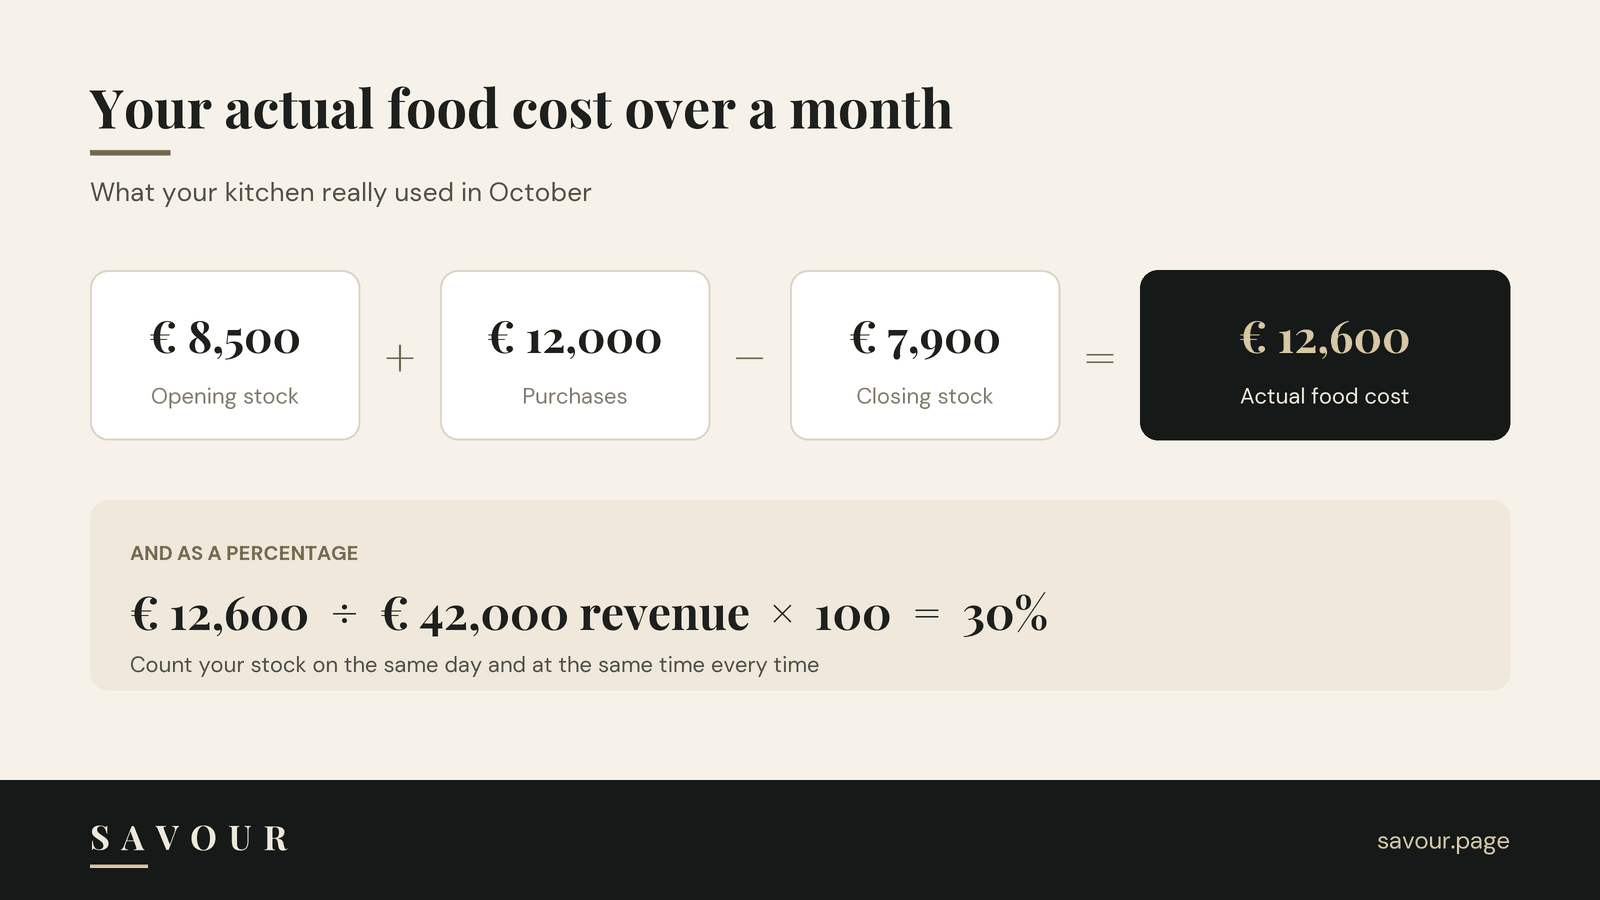 Your actual food cost over a month
What your kitchen really used in October
€ 8,500 + € 12,000 − € 7,900 = € 12,600
Opening stock Purchases Closing stock Actual food cost
AND AS A PERCENTAGE
€ 12,600 ÷ € 42,000 revenue × 100 = 30%
Count your stock on the same day and at the same time every time
SAVOUR savour.page